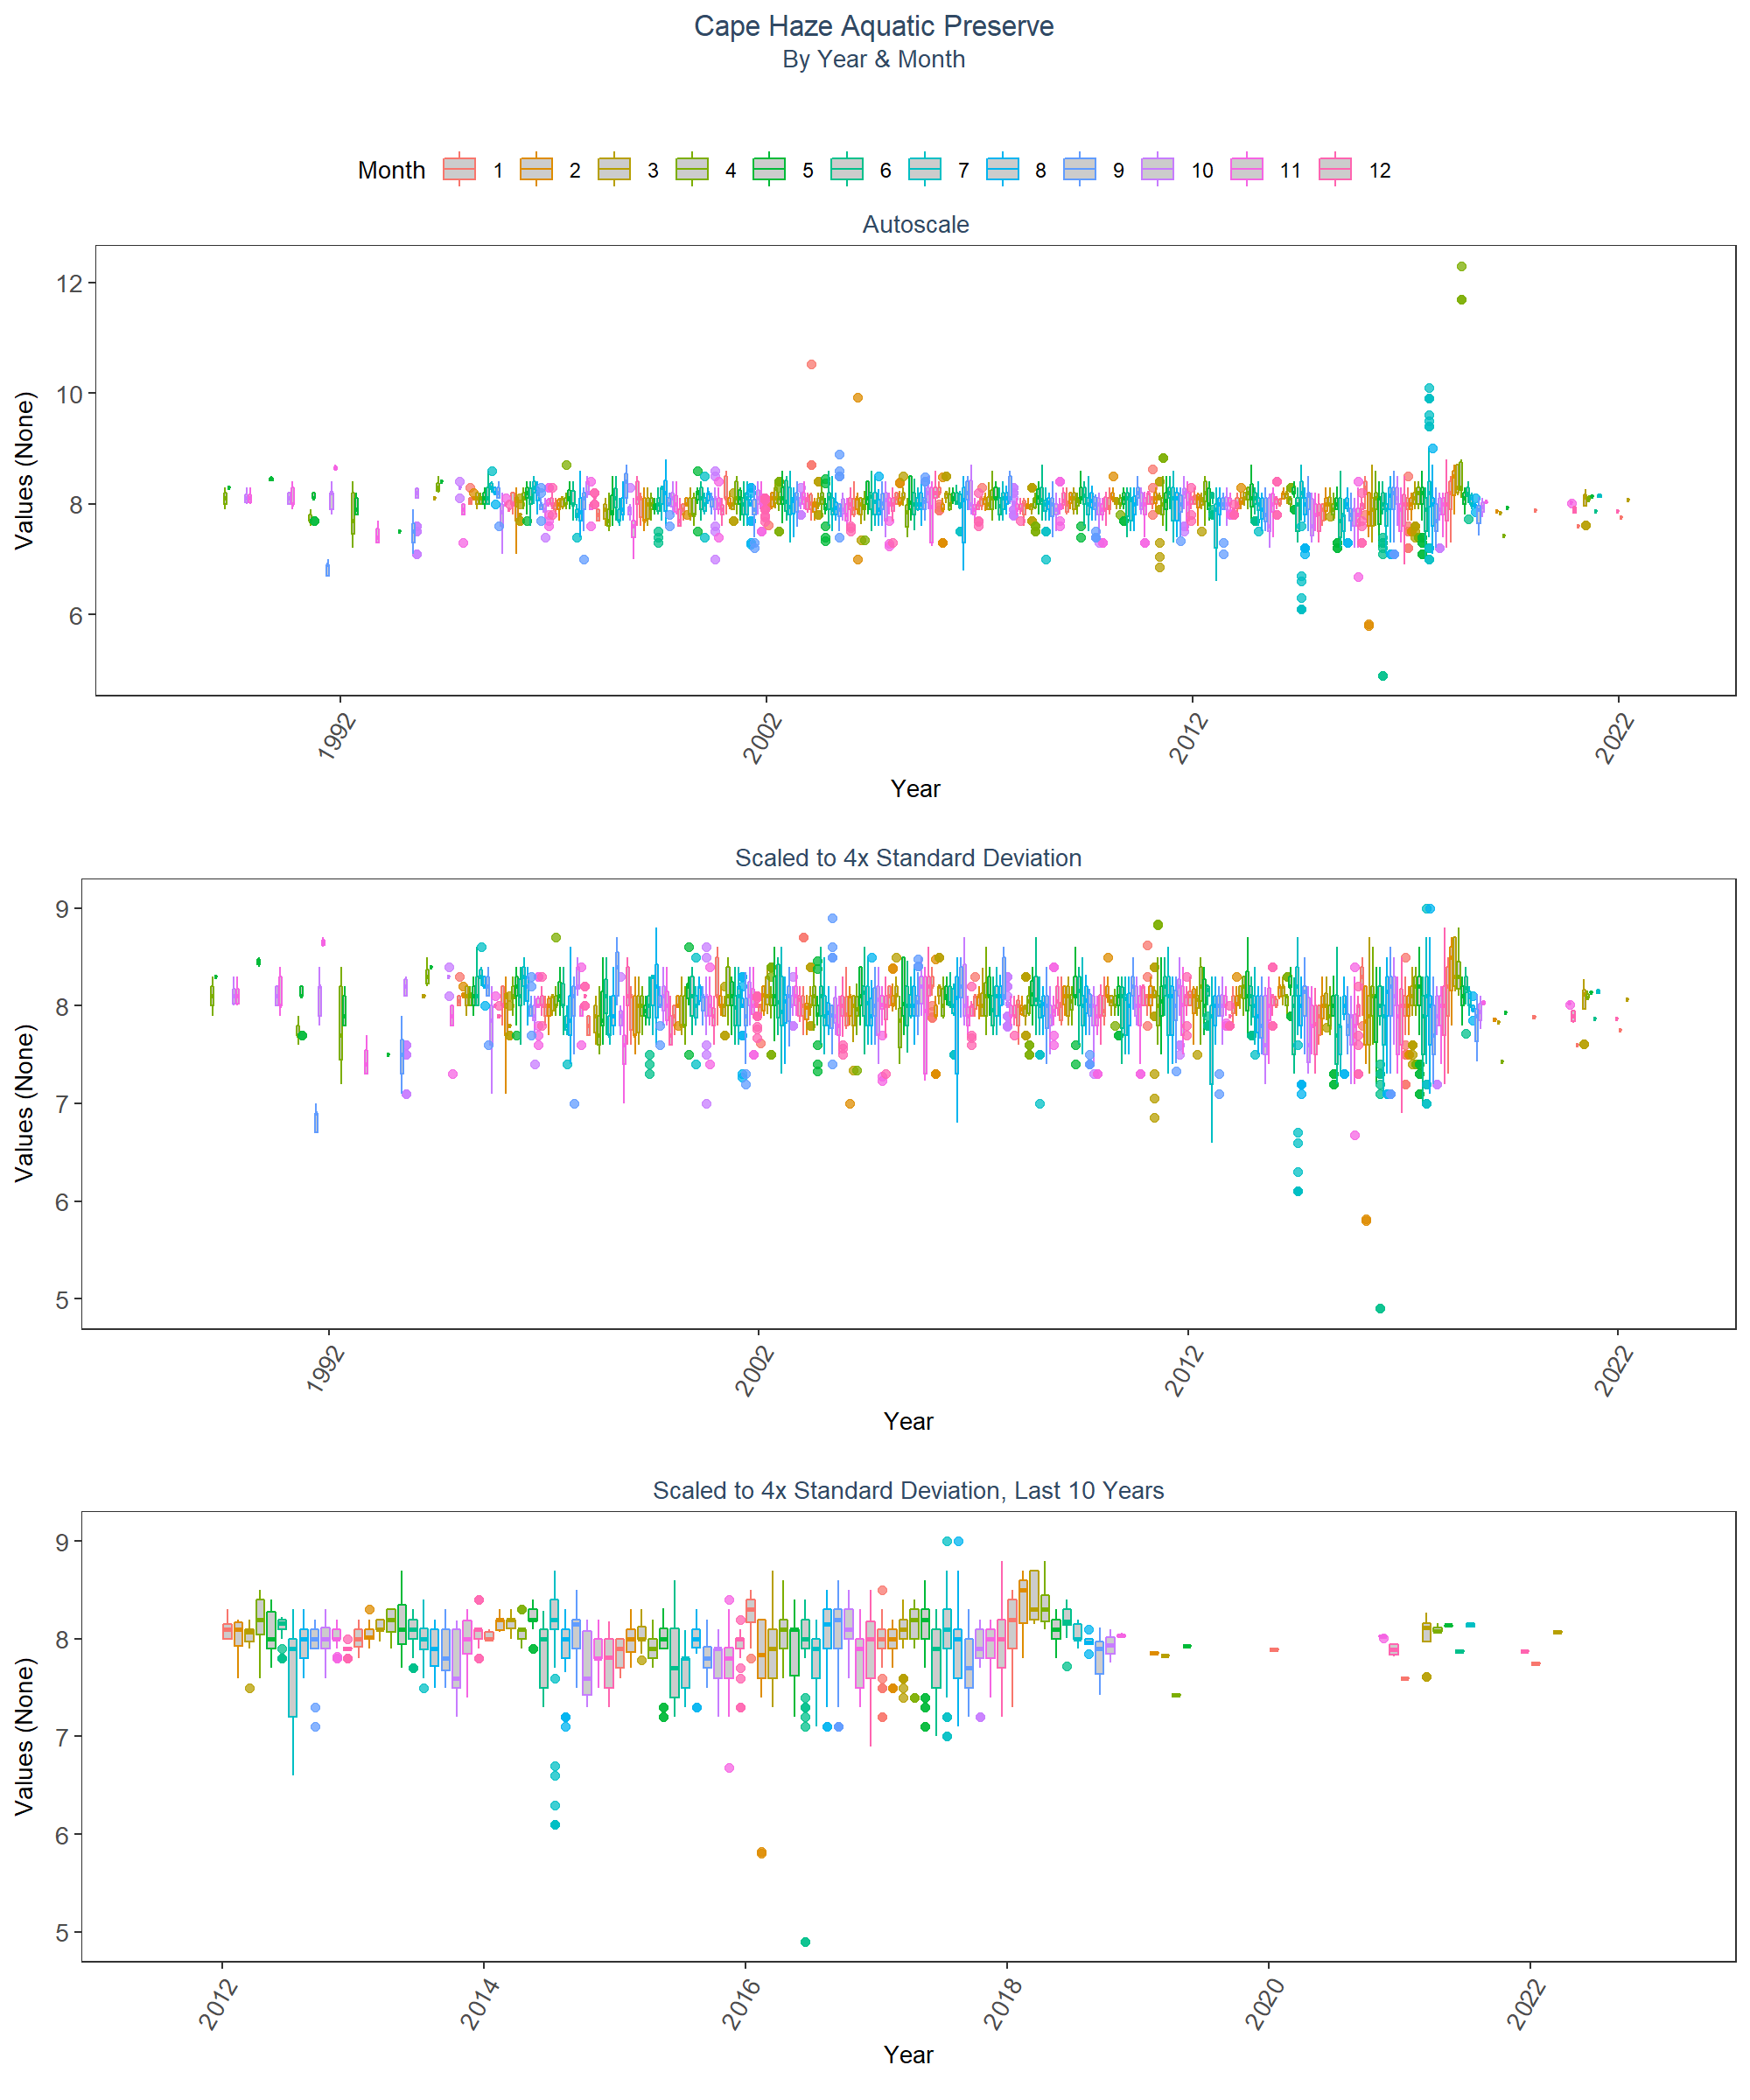 Cape Haze Aquatic Preserve
By Year & Month
Month 1 2 3 4 5 6 7 8 9 10 11 12
Autoscale
12
10
8
6
Values (None)
1992 2002 2012 2022
Year
Scaled to 4x Standard Deviation
9
8
7
6
5
Values (None)
1992 2002 2012 2022
Year
Scaled to 4x Standard Deviation, Last 10 Years
9
8
7
6
5
Values (None)
2012 2014 2016 2018 2020 2022
Year